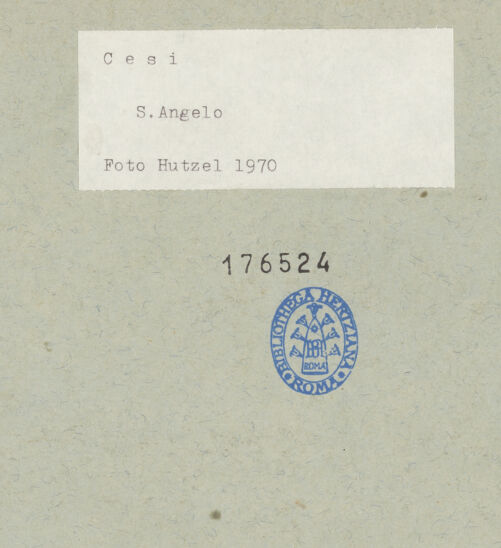 C e s i
S.Angelo
Foto Hutzel 1970
176524
BIBLIOTHECA HERTZIANA
ROMA
ROMA